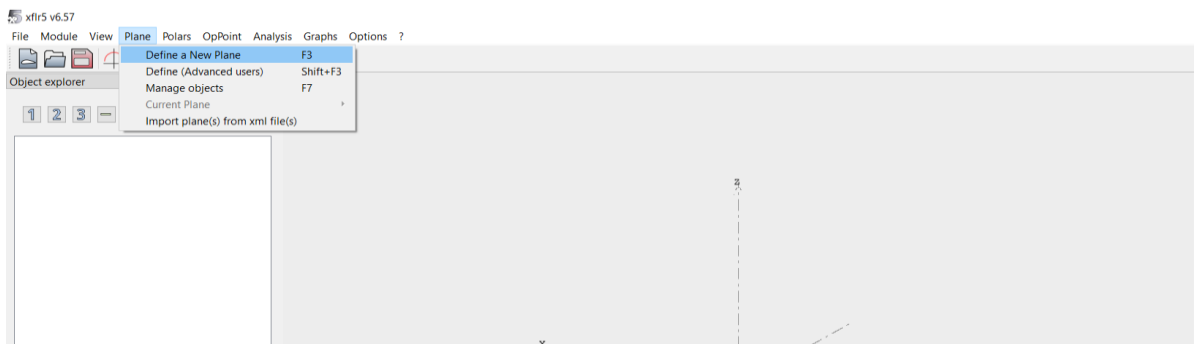 xflr5 v6.57
File Module View Plane Polars OpPoint Analysis Graphs Options ?
Define a New Plane F3
Define (Advanced users) Shift+F3
Object explorer
Manage objects F7
Current Plane
1 2 3
Import plane(s) from xml file(s)
Z
X